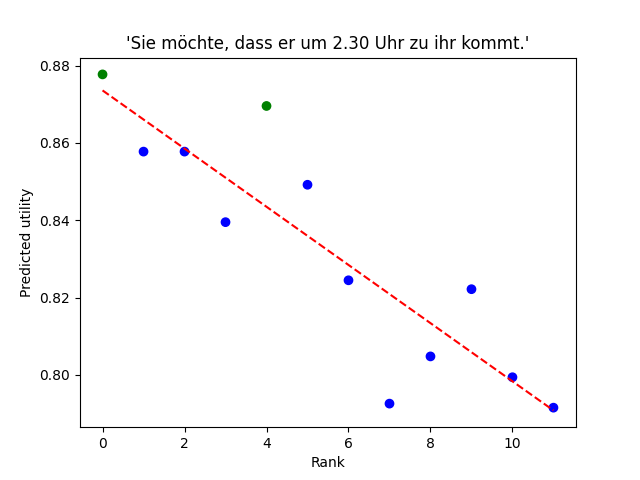 'Sie möchte, dass er um 2.30 Uhr zu ihr kommt.'
0.88
0.86
0.84
0.82
0.80
Predicted utility
0 2 4 6 8 10
Rank